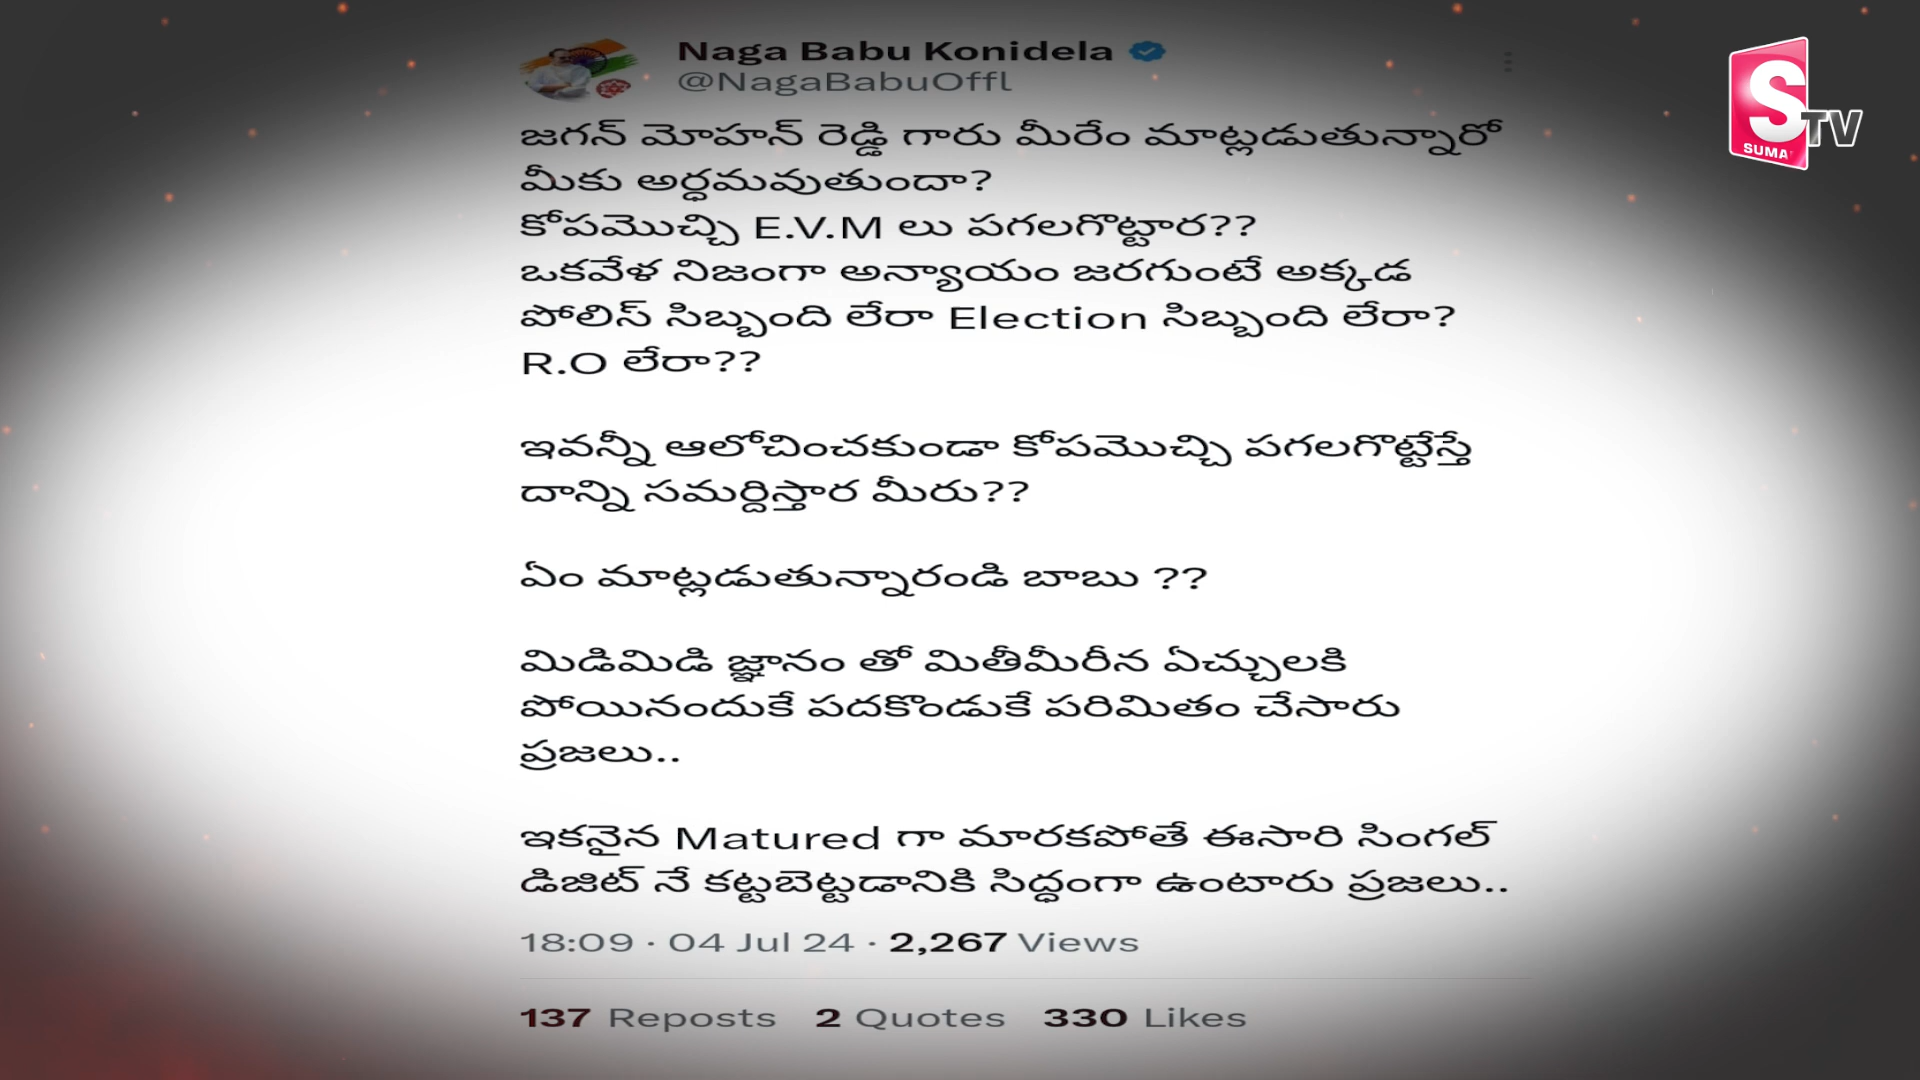 Naga Babu Konidela
@NagaBabuOffl
S
TV
SUMA
జగన్ మోహన్ రెడ్డి గారు మీరేం మాట్లడుతున్నారో
మీకు అర్ధమవుతుందా?
కోపమొచ్చి E.V.M లు పగలగొట్టార??
ఒకవేళ నిజంగా అన్యాయం జరగుంటే అక్కడ
పోలిస్ సిబ్బంది లేరా Election సిబ్బంది లేరా?
R.O లేరా??
ఇవన్నీ ఆలోచించకుండా కోపమొచ్చి పగలగొట్టేస్తే
దాన్ని సమర్దిస్తార మీరు??
ఏం మాట్లడుతున్నారండి బాబు ??
మిడిమిడి జ్ఞానం తో మితీమీరీన ఏచ్చులకి
పోయినందుకే పదకొండుకే పరిమితం చేసారు
ప్రజలు..
ఇకనైన Matured గా మారకపోతే ఈసారి సింగల్
డిజిట్ నే కట్టబెట్టడానికి సిద్ధంగా ఉంటారు ప్రజలు..
18:09 · 04 Jul 24 · 2,267 Views
137 Reposts 2 Quotes 330 Likes